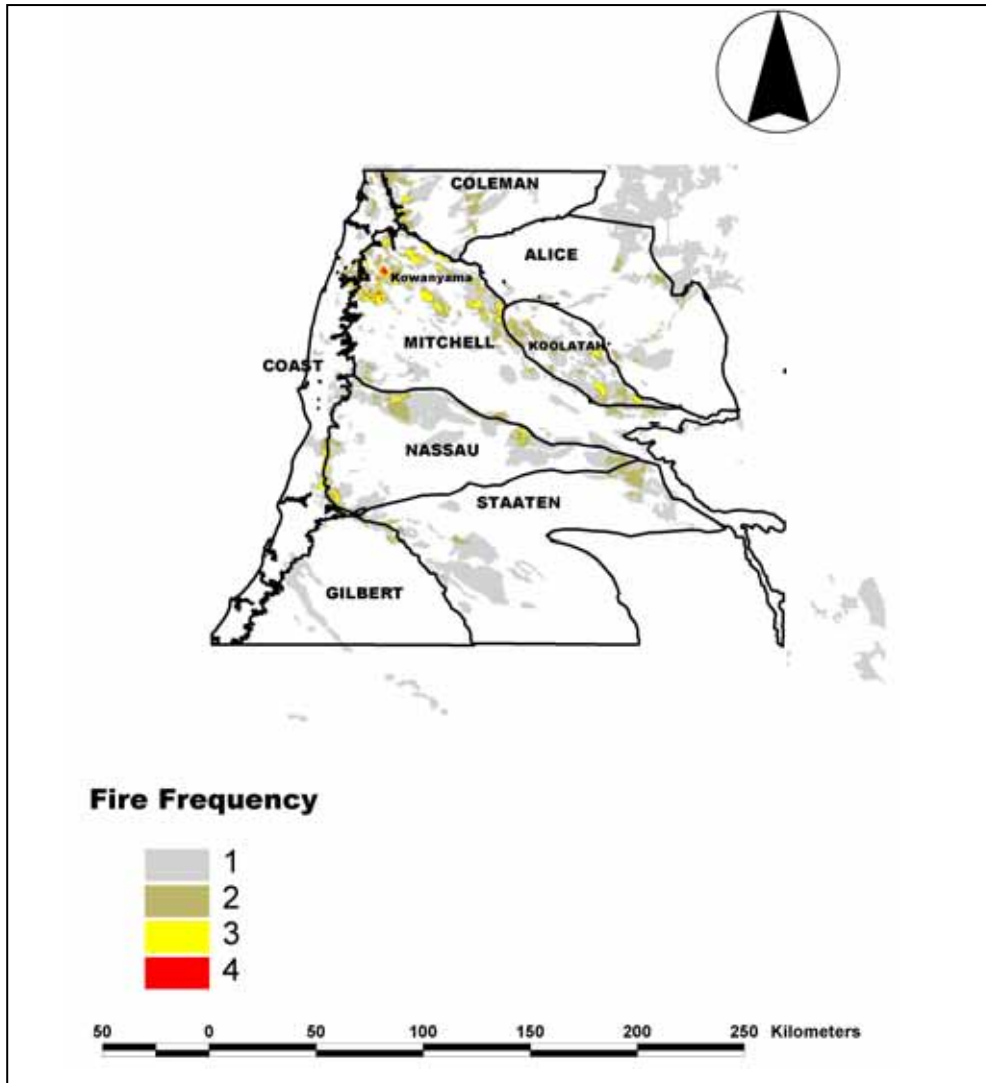 COLEMAN
ALICE
Kowanyama
MITCHELL
KOOLATAH
COAST
NASSAU
STAATEN
GILBERT
Fire Frequency
1
2
3
4
50 0 50 100 150 200 250 Kilometers